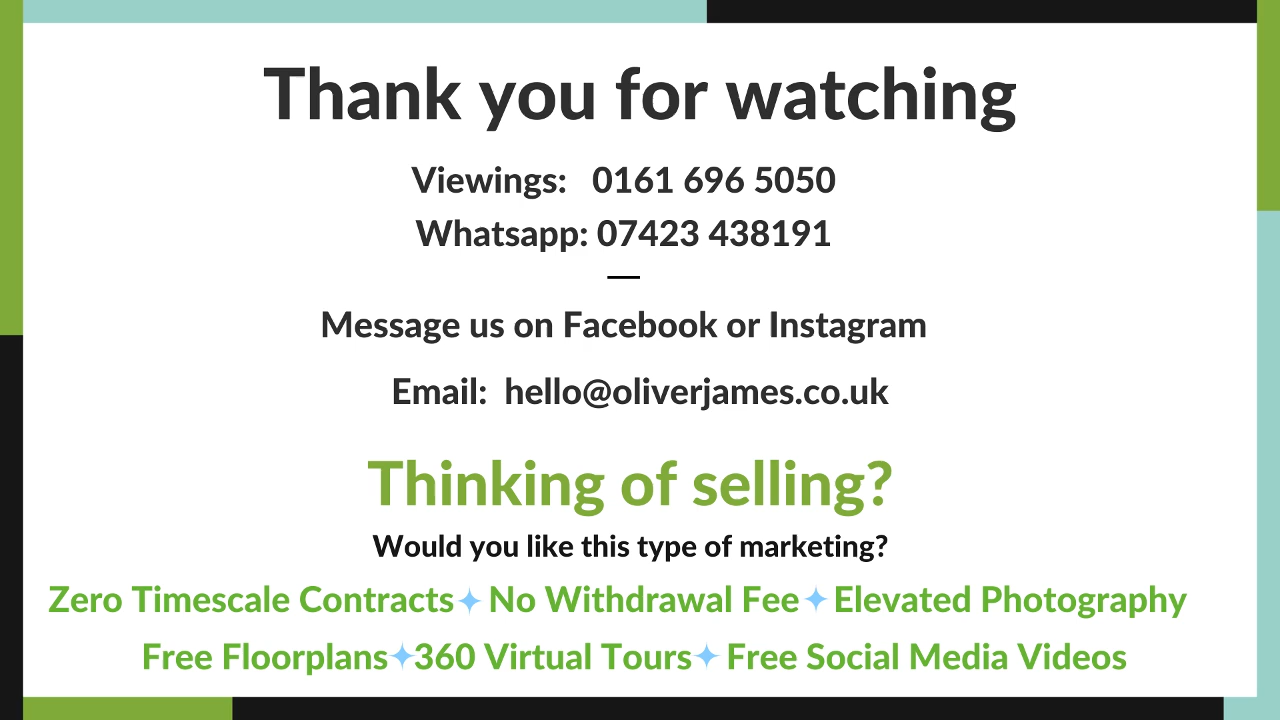 Thank you for watching
Viewings: 0161 696 5050
Whatsapp: 07423 438191
—
Message us on Facebook or Instagram
Email: hello@oliverjames.co.uk
Thinking of selling?
Would you like this type of marketing?
Zero Timescale Contracts✦ No Withdrawal Fee✦Elevated Photography
Free Floorplans✦360 Virtual Tours✦ Free Social Media Videos